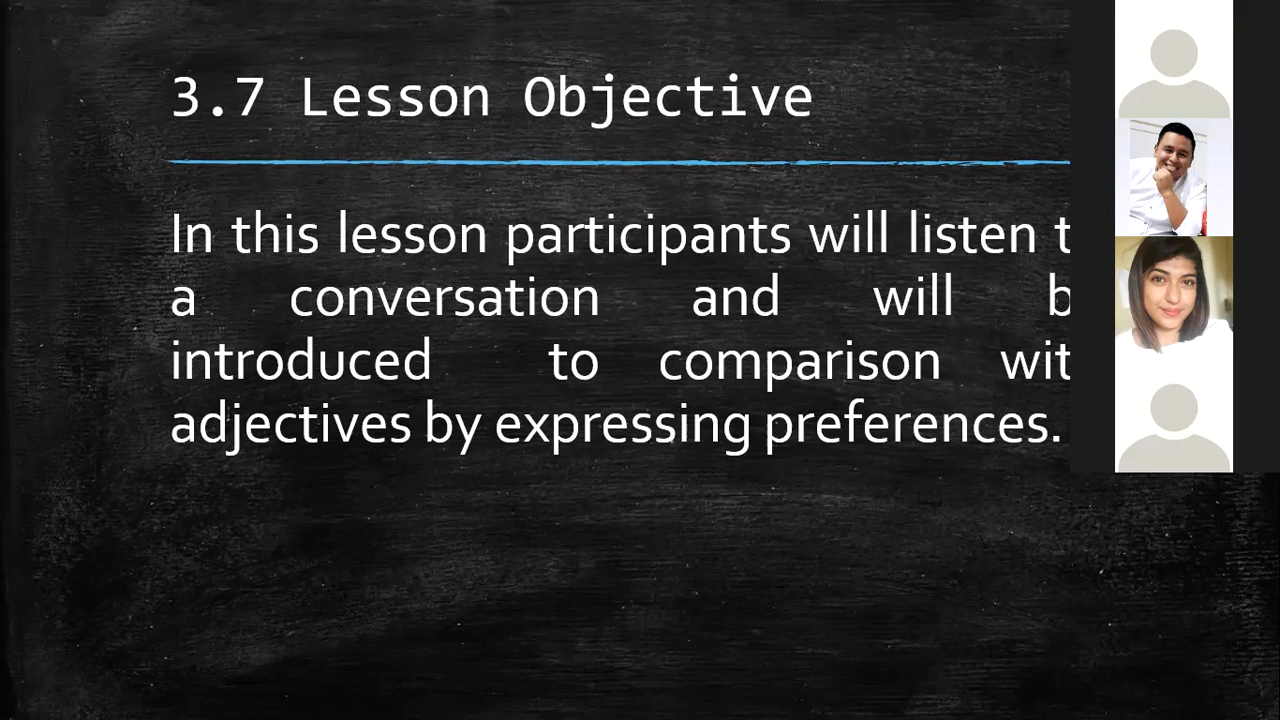 3.7 Lesson Objective
In this lesson participants will listen t
a conversation and will b
introduced to comparison wit
adjectives by expressing preferences.